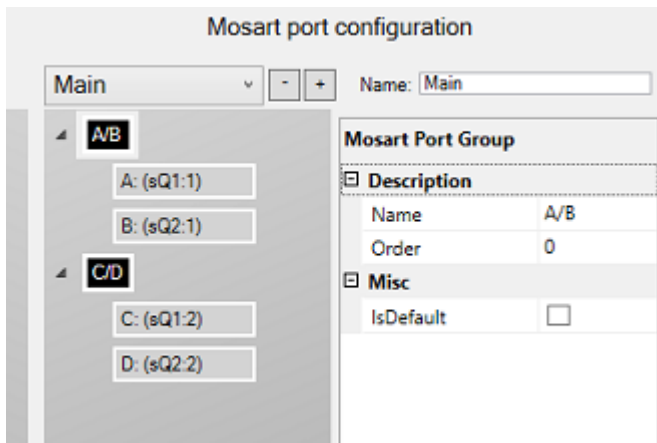 Mosart port configuration
Main - + Name: Main
A/B
A: (sQ1:1)
B: (sQ2:1)
C/D
C: (sQ1:2)
D: (sQ2:2)
Mosart Port Group
Description
Name A/B
Order 0
Misc
IsDefault